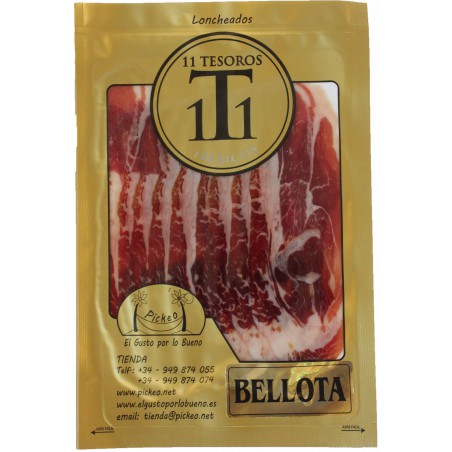 Loncheados
11 TESOROS
1T1
Pickeo
El Gusto por lo Bueno
TIENDA
Telf: +34 - 949 874 055
+34 - 949 874 074
www.pickeo.net
www.elgustoporlobueno.es
email: tienda@pickeo.net
BELLOTA